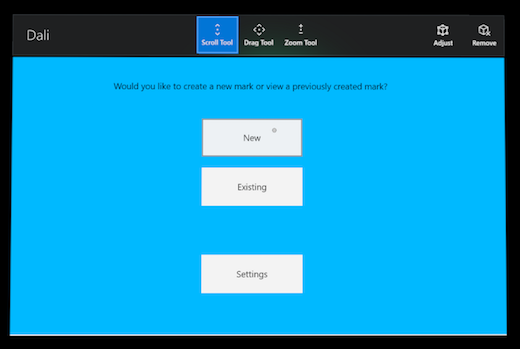 Dali
Scroll Tool
Drag Tool
Zoom Tool
Adjust
Remove
Would you like to create a new mark or view a previously created mark?
New
Existing
Settings